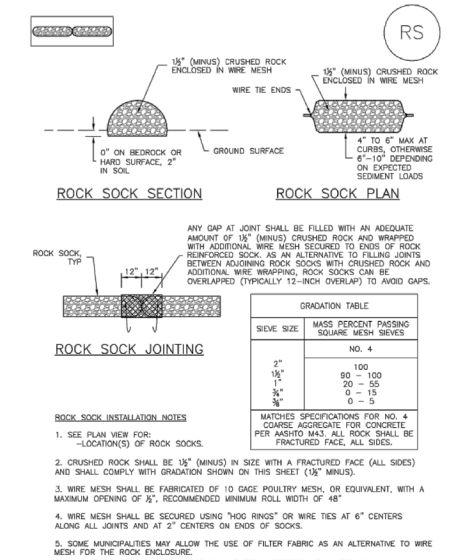 RS
1½" (MINUS) CRUSHED ROCK
ENCLOSED IN WIRE MESH
1½" (MINUS) CRUSHED ROCK
ENCLOSED IN WIRE MESH
WIRE TIE ENDS
0" ON BEDROCK OR
HARD SURFACE, 2"
IN SOIL
GROUND SURFACE
4" TO 6" MAX AT
CURBS, OTHERWISE
6"-10" DEPENDING
ON EXPECTED
SEDIMENT LOADS
ROCK SOCK SECTION
ROCK SOCK PLAN
ANY GAP AT JOINT SHALL BE FILLED WITH AN ADEQUATE
AMOUNT OF 1½" (MINUS) CRUSHED ROCK AND WRAPPED
WITH ADDITIONAL WIRE MESH SECURED TO ENDS OF ROCK
REINFORCED SOCK. AS AN ALTERNATIVE TO FILLING JOINTS
BETWEEN ADJOINING ROCK SOCKS WITH CRUSHED ROCK AND
ADDITIONAL WIRE WRAPPING, ROCK SOCKS CAN BE
OVERLAPPED (TYPICALLY 12-INCH OVERLAP) TO AVOID GAPS.
ROCK SOCK,
TYP
12" 12"
ROCK SOCK JOINTING
GRADATION TABLE
SIEVE SIZE
MASS PERCENT PASSING
SQUARE MESH SIEVES
NO. 4
2" 100
1½" 90 - 100
1" 20 - 55
¾" 0 - 15
⅜" 0 - 5
MATCHES SPECIFICATIONS FOR NO. 4
COARSE AGGREGATE FOR CONCRETE
PER AASHTO M43. ALL ROCK SHALL BE
FRACTURED FACE, ALL SIDES.
ROCK SOCK INSTALLATION NOTES
1. SEE PLAN VIEW FOR:
-LOCATION(S) OF ROCK SOCKS.
2. CRUSHED ROCK SHALL BE 1½" (MINUS) IN SIZE WITH A FRACTURED FACE (ALL SIDES)
AND SHALL COMPLY WITH GRADATION SHOWN ON THIS SHEET (1½" MINUS).
3. WIRE MESH SHALL BE FABRICATED OF 10 GAGE POULTRY MESH, OR EQUIVALENT, WITH A
MAXIMUM OPENING OF ½", RECOMMENDED MINIMUM ROLL WIDTH OF 48"
4. WIRE MESH SHALL BE SECURED USING "HOG RINGS" OR WIRE TIES AT 6" CENTERS
ALONG ALL JOINTS AND AT 2" CENTERS ON ENDS OF SOCKS.
5. SOME MUNICIPALITIES MAY ALLOW THE USE OF FILTER FABRIC AS AN ALTERNATIVE TO WIRE
MESH FOR THE ROCK ENCLOSURE.